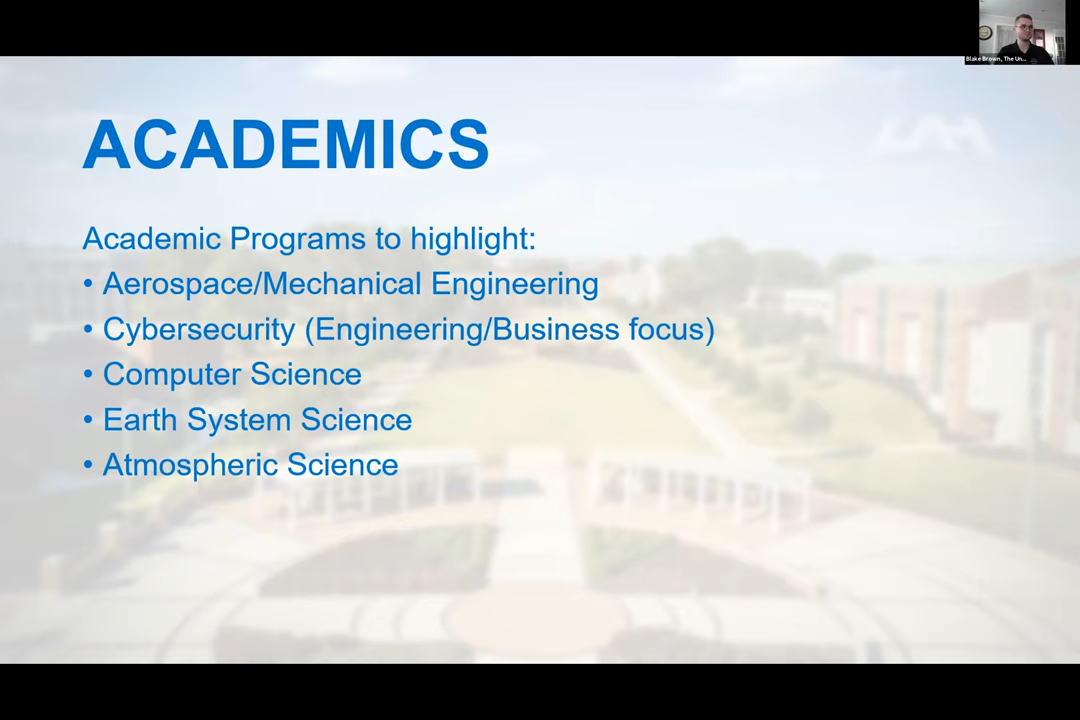 Blake Brown, The Un...
UAH
ACADEMICS
Academic Programs to highlight:
• Aerospace/Mechanical Engineering
• Cybersecurity (Engineering/Business focus)
• Computer Science
• Earth System Science
• Atmospheric Science